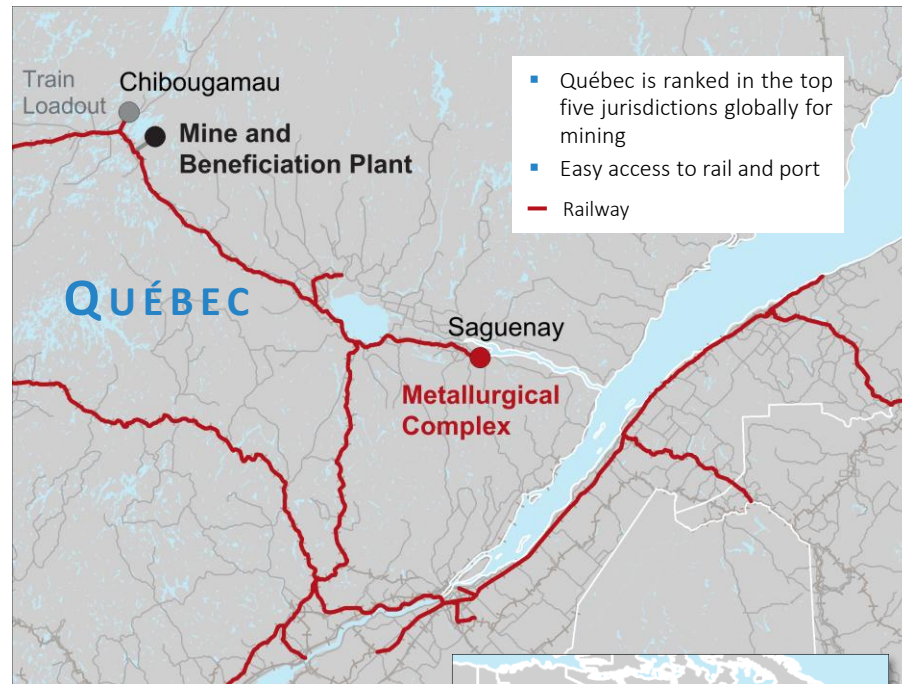 Train
Loadout
Chibougamau
Mine and
Beneficiation Plant
▪ Québec is ranked in the top
five jurisdictions globally for
mining
▪ Easy access to rail and port
Railway
QUÉBEC
Saguenay
Metallurgical
Complex